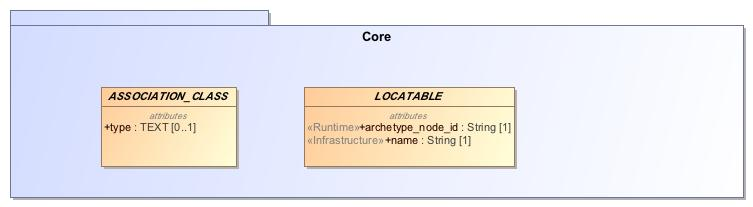 Core
ASSOCIATION_CLASS
attributes
+type : TEXT [0..1]
LOCATABLE
attributes
«Runtime»+archetype_node_id : String [1]
«Infrastructure»+name : String [1]